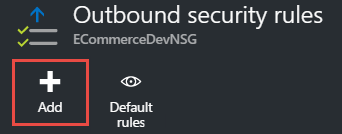 Outbound security rules
ECommerceDevNSG
Add
Default
rules